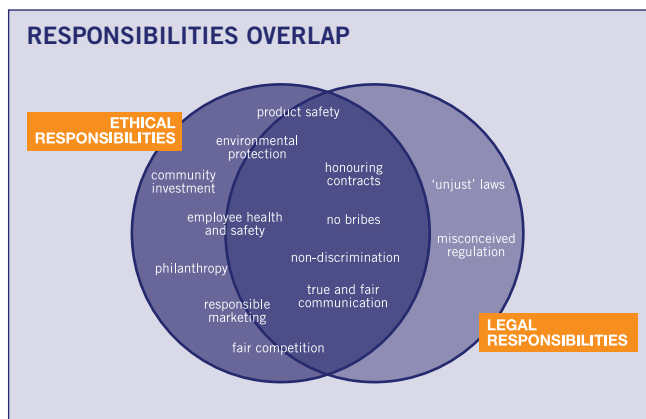 RESPONSIBILITIES OVERLAP
ETHICAL
RESPONSIBILITIES
product safety
environmental
protection
community
investment
employee health
and safety
philanthropy
responsible
marketing
fair competition
honouring
contracts
no bribes
non-discrimination
true and fair
communication
‘unjust’ laws
misconceived
regulation
LEGAL
RESPONSIBILITIES